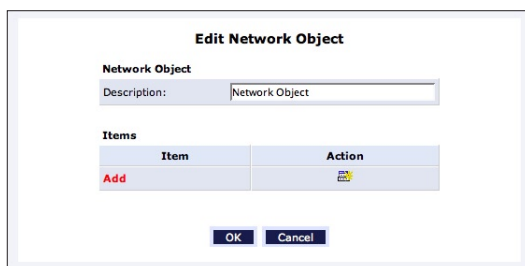 Edit Network Object
Network Object
Description: Network Object
Items
Item Action
Add
OK Cancel